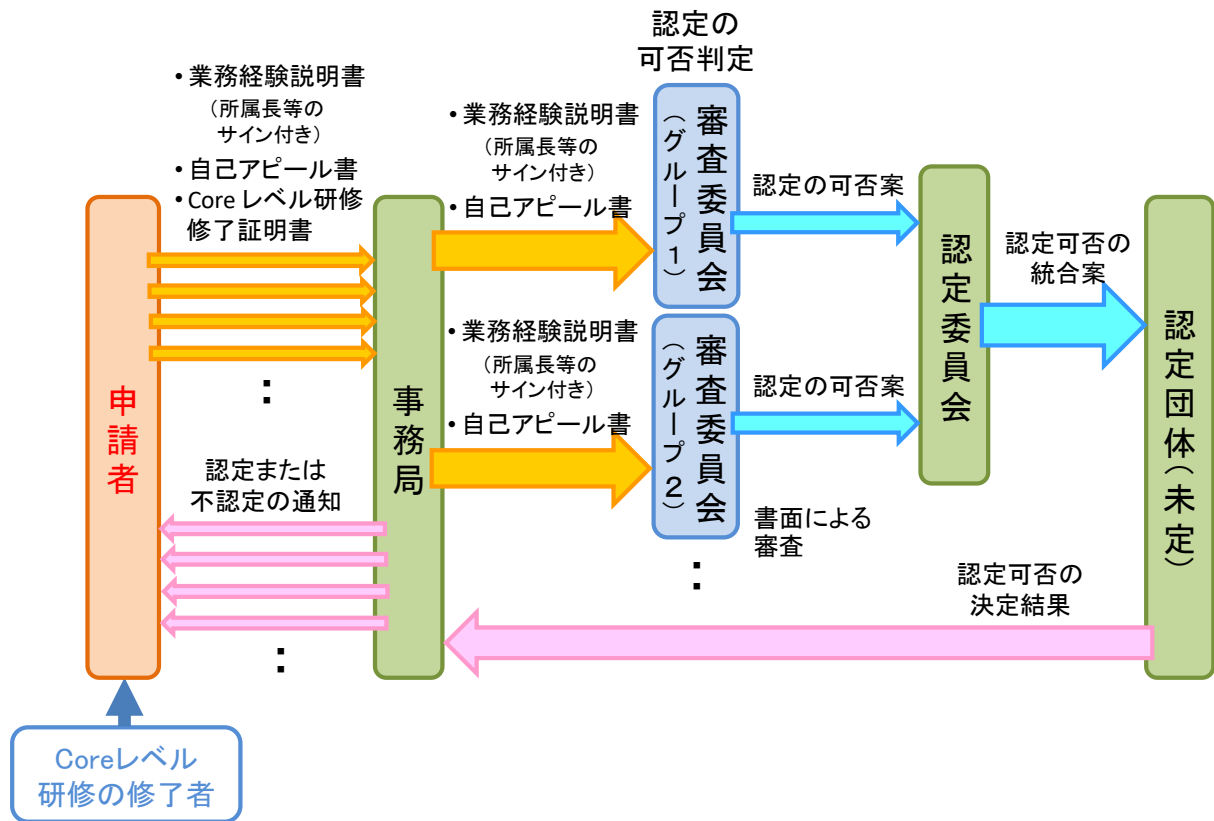 認定の
可否判定
•業務経験説明書
(所属長等の
サイン付き)
•自己アピール書
•Core レベル研修
修了証明書
•業務経験説明書
(所属長等の
サイン付き)
•自己アピール書
審査委員会
(グループ1)
認定の可否案
認定可否の
統合案
•業務経験説明書
(所属長等の
サイン付き)
•自己アピール書
審査委員会
(グループ2)
認定の可否案
申請者
事務局
認定委員会
認定団体(未定)
:
認定または
不認定の通知
書面による
審査
:
認定可否の
決定結果
:
Coreレベル
研修の修了者